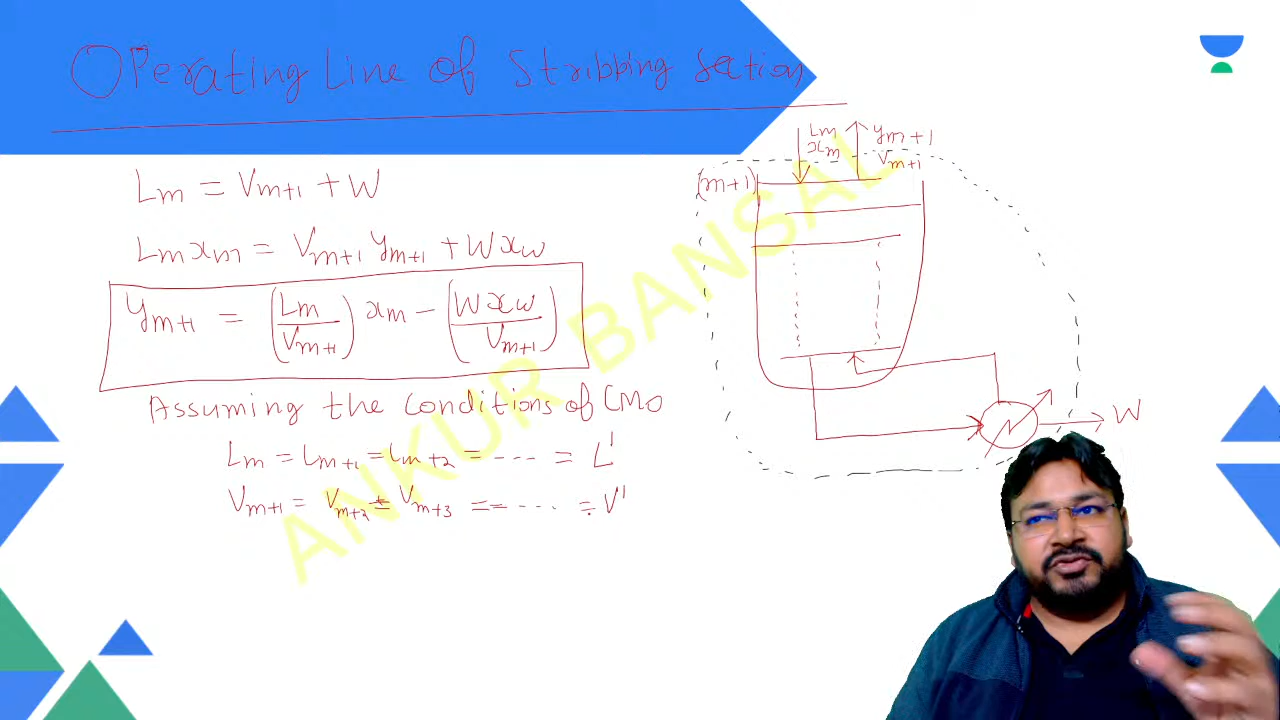 Operating Line of Stribbing section
Lm = Vm+1 + W
Lm xm = Vm+1 ym+1 + W xw
ym+1 = (Lm/Vm+1) xm - (W xw/Vm+1)
Assuming the conditions of CMO
Lm = Lm+1 = Lm+2 = ---- = L'
Vm+1 = Vm+2 = Vm+3 == ---- = V'
Lm
xm
ym+1
Vm+1
(m+1)
W
ANKUR BANSAL